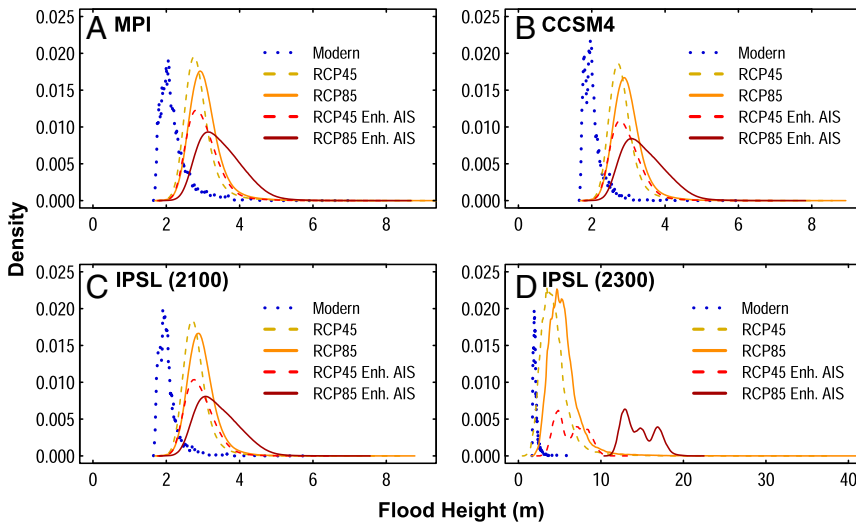 A MPI
0.025
0.020
0.015
0.010
0.005
0.000
Modern
RCP45
RCP85
RCP45 Enh. AIS
RCP85 Enh. AIS
0 2 4 6 8
B CCSM4
0.025
0.020
0.015
0.010
0.005
0.000
Modern
RCP45
RCP85
RCP45 Enh. AIS
RCP85 Enh. AIS
0 2 4 6 8
Density
C IPSL (2100)
0.025
0.020
0.015
0.010
0.005
0.000
Modern
RCP45
RCP85
RCP45 Enh. AIS
RCP85 Enh. AIS
0 2 4 6 8
D IPSL (2300)
0.025
0.020
0.015
0.010
0.005
0.000
Modern
RCP45
RCP85
RCP45 Enh. AIS
RCP85 Enh. AIS
0 10 20 30 40
Flood Height (m)